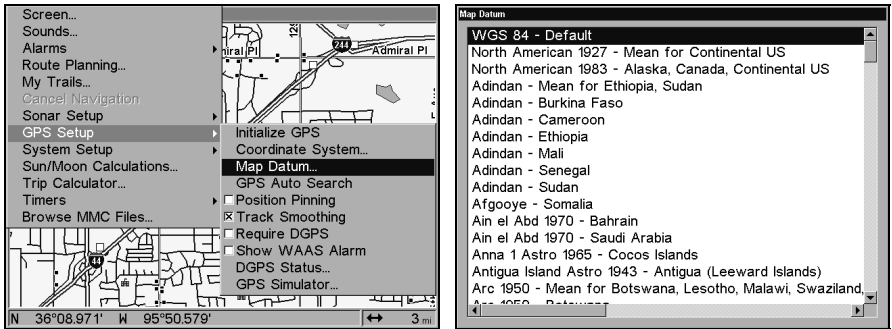 Screen...
Sounds...
Alarms
Route Planning...
My Trails...
Cancel Navigation
Sonar Setup
GPS Setup
System Setup
Sun/Moon Calculations...
Trip Calculator...
Timers
Browse MMC Files...
Initialize GPS
Coordinate System...
Map Datum...
GPS Auto Search
Position Pinning
Track Smoothing
Require DGPS
Show WAAS Alarm
DGPS Status...
GPS Simulator...
129
iral Pl
244
Admiral Pl
44
N 36°08.971' W 95°50.579' 3 mi
Map Datum
WGS 84 - Default
North American 1927 - Mean for Continental US
North American 1983 - Alaska, Canada, Continental US
Adindan - Mean for Ethiopia, Sudan
Adindan - Burkina Faso
Adindan - Cameroon
Adindan - Ethiopia
Adindan - Mali
Adindan - Senegal
Adindan - Sudan
Afgooye - Somalia
Ain el Abd 1970 - Bahrain
Ain el Abd 1970 - Saudi Arabia
Anna 1 Astro 1965 - Cocos Islands
Antigua Island Astro 1943 - Antigua (Leeward Islands)
Arc 1950 - Mean for Botswana, Lesotho, Malawi, Swaziland,
Arc 1950 - Botswana